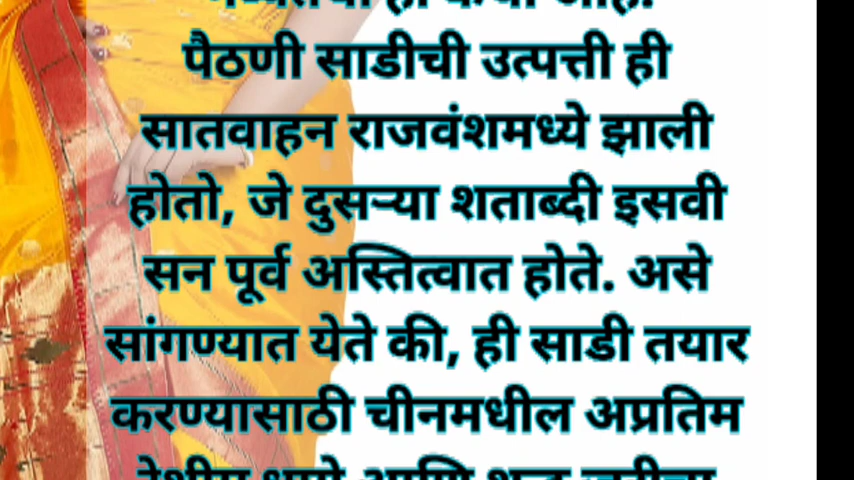 पैठणी साडीची उत्पत्ती ही
सातवाहन राजवंशमध्ये झाली
होतो, जे दुसऱ्या शताब्दी इसवी
सन पूर्व अस्तित्वात होते. असे
सांगण्यात येते की, ही साडी तयार
करण्यासाठी चीनमधील अप्रतिम